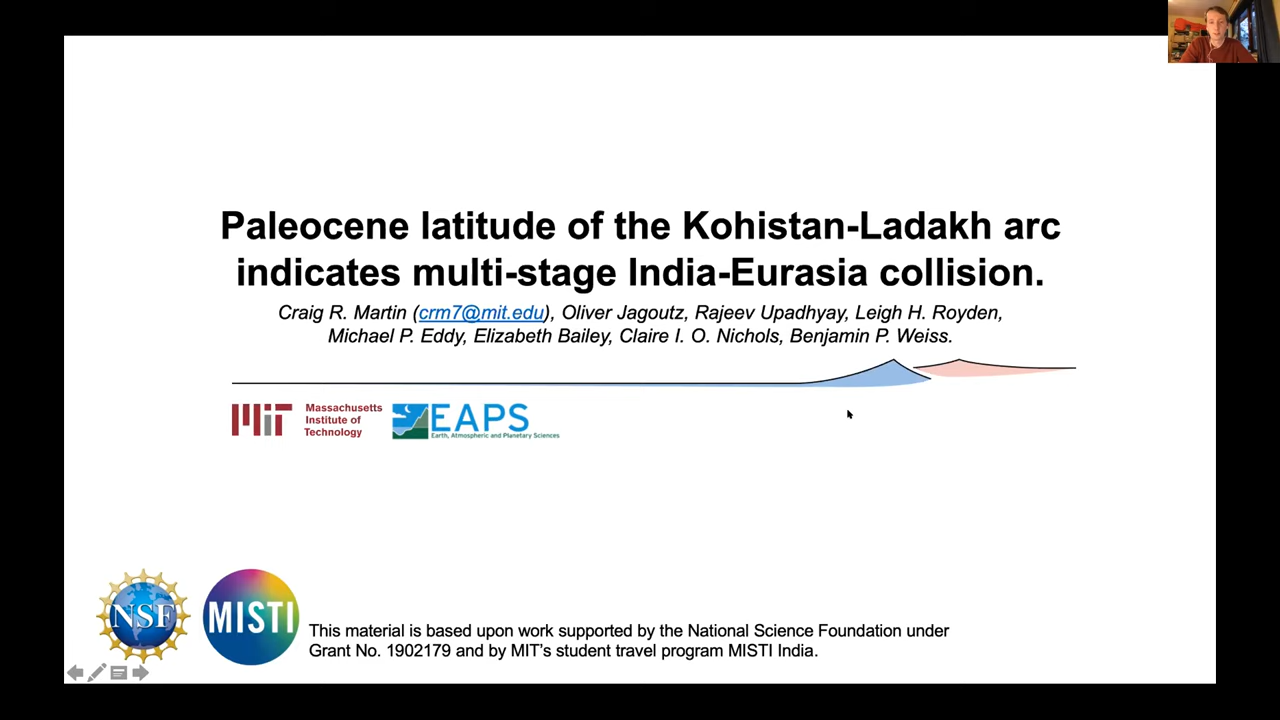 Paleocene latitude of the Kohistan-Ladakh arc
indicates multi-stage India-Eurasia collision.
Craig R. Martin (crm7@mit.edu), Oliver Jagoutz, Rajeev Upadhyay, Leigh H. Royden,
Michael P. Eddy, Elizabeth Bailey, Claire I. O. Nichols, Benjamin P. Weiss.
MIT Massachusetts
Institute of
Technology
EAPS
Earth, Atmospheric and Planetary Sciences
NSF
MISTI
This material is based upon work supported by the National Science Foundation under
Grant No. 1902179 and by MIT's student travel program MISTI India.